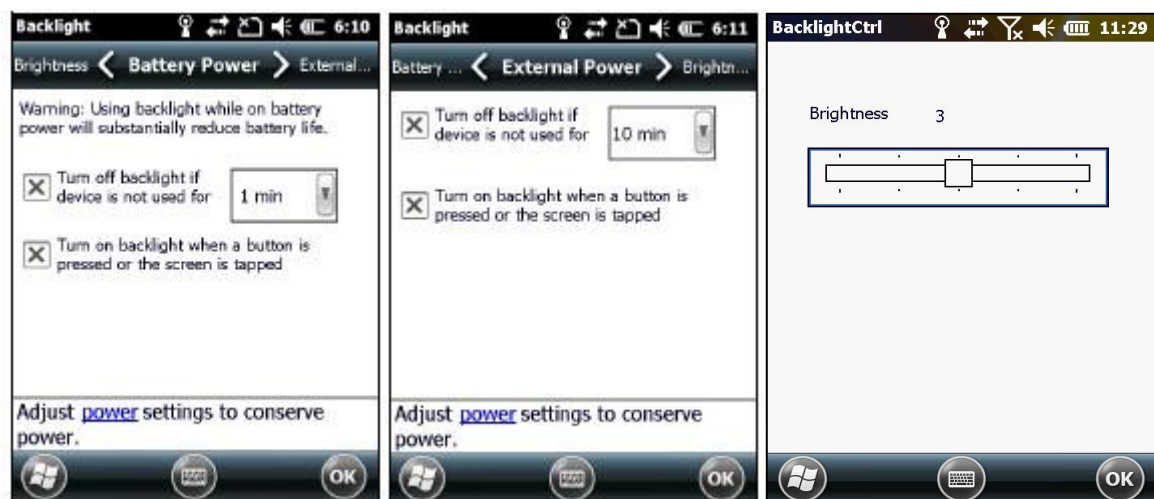 Backlight 6:10
Brightness Battery Power External...
Warning: Using backlight while on battery
power will substantially reduce battery life.
Turn off backlight if
device is not used for 1 min
Turn on backlight when a button is
pressed or the screen is tapped
Adjust power settings to conserve
power.
OK
Backlight 6:11
Battery ... External Power Brightn...
Turn off backlight if
device is not used for 10 min
Turn on backlight when a button is
pressed or the screen is tapped
Adjust power settings to conserve
power.
OK
BacklightCtrl 11:29
Brightness 3
OK